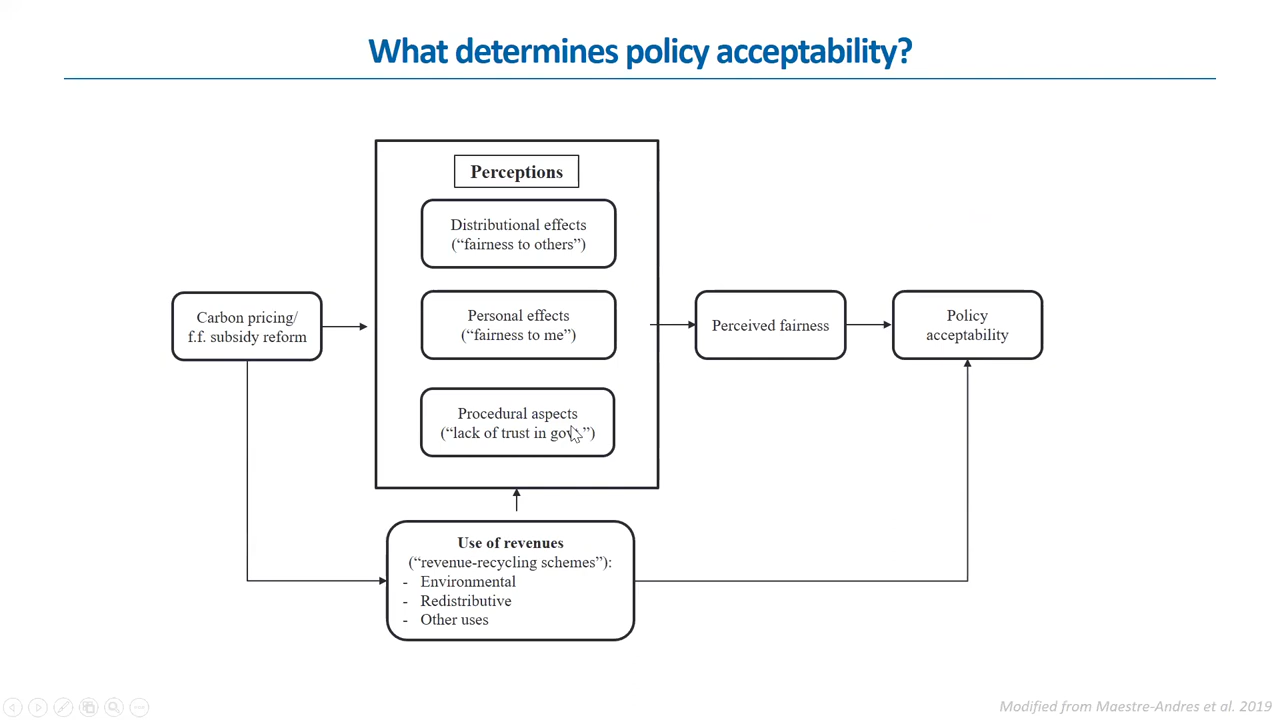 What determines policy acceptability?
Perceptions
Distributional effects
(“fairness to others”)
Carbon pricing/
f.f. subsidy reform
Personal effects
(“fairness to me”)
Perceived fairness
Policy
acceptability
Procedural aspects
(“lack of trust in gov.”)
Use of revenues
(“revenue-recycling schemes”):
- Environmental
- Redistributive
- Other uses
Modified from Maestre-Andres et al. 2019